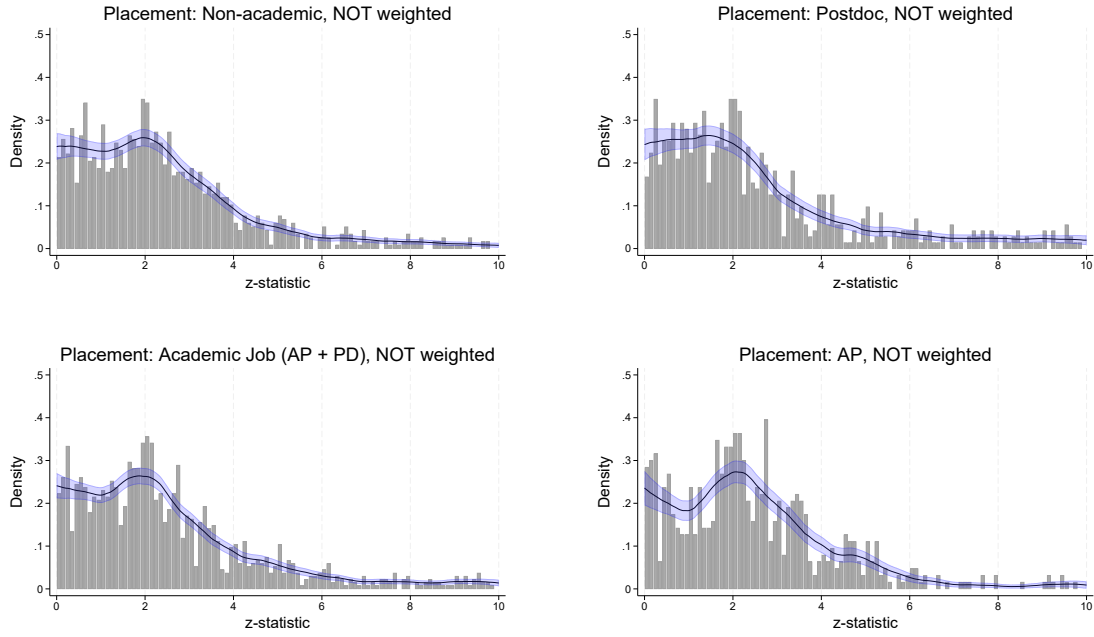 Placement: Non-academic, NOT weighted
.5
.4
.3
.2
.1
0
Density
0 2 4 6 8 10
z-statistic
Placement: Postdoc, NOT weighted
.5
.4
.3
.2
.1
0
Density
0 2 4 6 8 10
z-statistic
Placement: Academic Job (AP + PD), NOT weighted
.5
.4
.3
.2
.1
0
Density
0 2 4 6 8 10
z-statistic
Placement: AP, NOT weighted
.5
.4
.3
.2
.1
0
Density
0 2 4 6 8 10
z-statistic